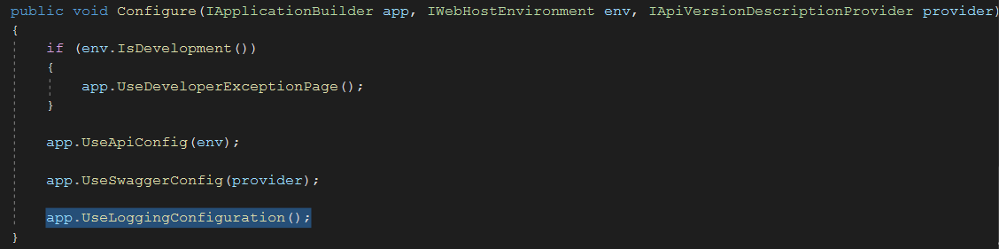 public void Configure(IApplicationBuilder app, IWebHostEnvironment env, IApiVersionDescriptionProvider provider)
{
if (env.IsDevelopment())
{
app.UseDeveloperExceptionPage();
}
app.UseApiConfig(env);
app.UseSwaggerConfig(provider);
app.UseLoggingConfiguration();
}